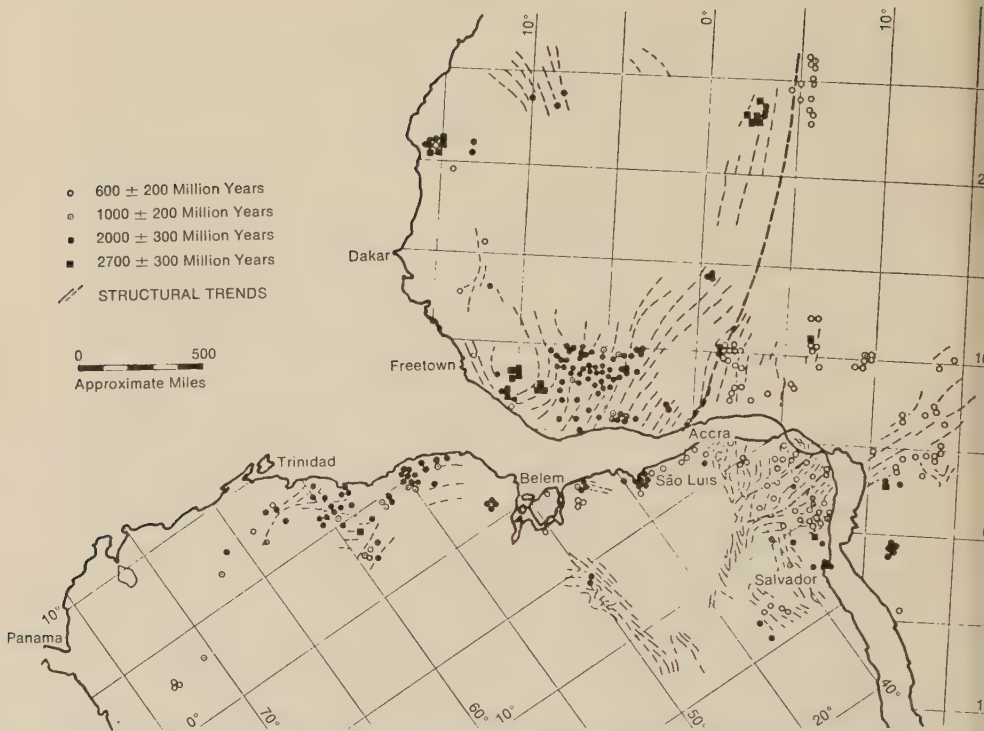 10°
0°
10°
600 ± 200 Million Years
1000 ± 200 Million Years
2000 ± 300 Million Years
2700 ± 300 Million Years
STRUCTURAL TRENDS
0 500
Approximate Miles
Dakar
Freetown
Accra
Trinidad
Belem
São Luis
Salvador
10°
Panama
0°
70°
60°
10°
50°
20°
40°